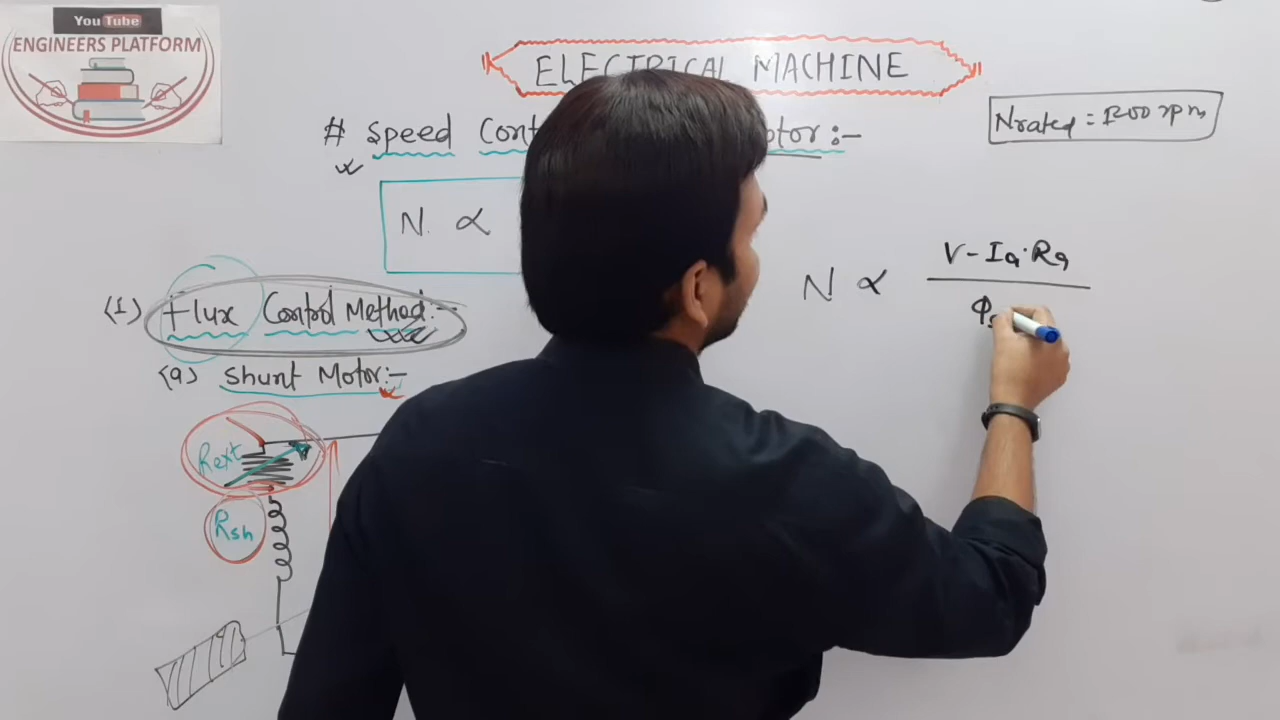 YouTube
ENGINEERS PLATFORM
ELECTRICAL MACHINE
# Speed Cont otor:-
Nrated = 1200 rpm
N. ∝
N ∝ V - Ia·Ra
Φs
(1) Flux Control Method:-
(a) Shunt Motor:-
Rext
Rsh